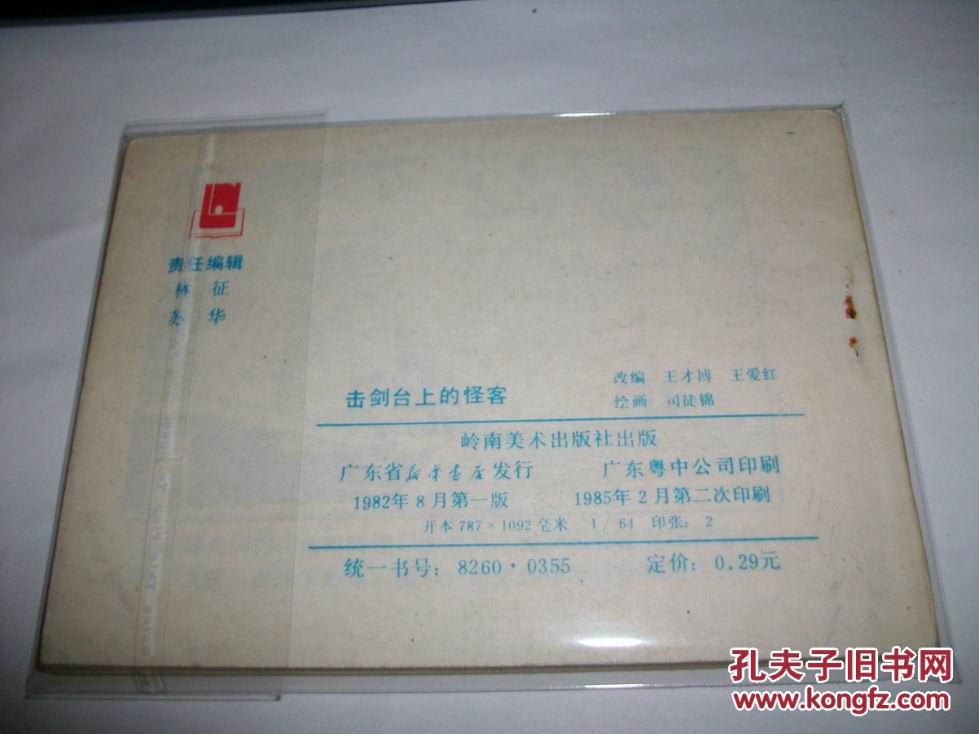 责任编辑
林 征
苏 华
击剑台上的怪客
改编 王才博 王爱红
绘画 司徒锦
岭南美术出版社出版
广东省新华书店发行 广东粤中公司印刷
1982年8月第一版 1985年2月第二次印刷
开本787×1092毫米 1/64 印张:2
统一书号:8260·0355 定价:0.29元
孔夫子旧书网
www.kongfz.com